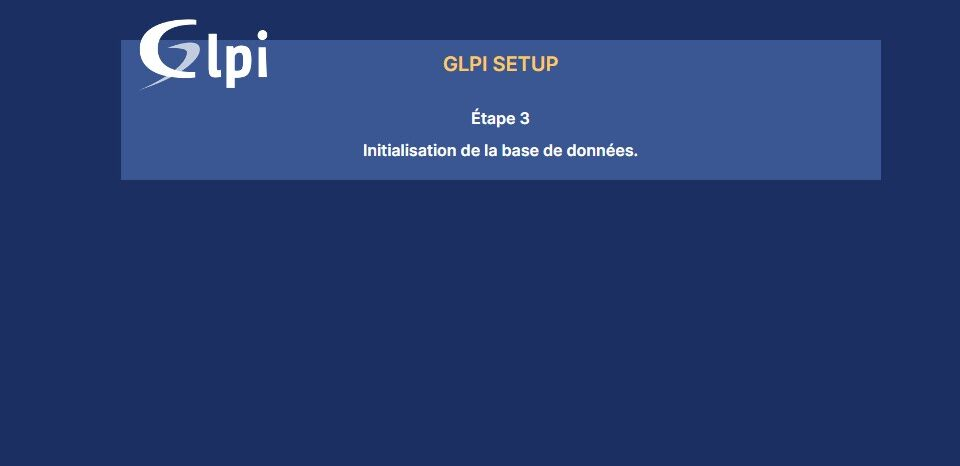 Glpi
GLPI SETUP
Étape 3
Initialisation de la base de données.